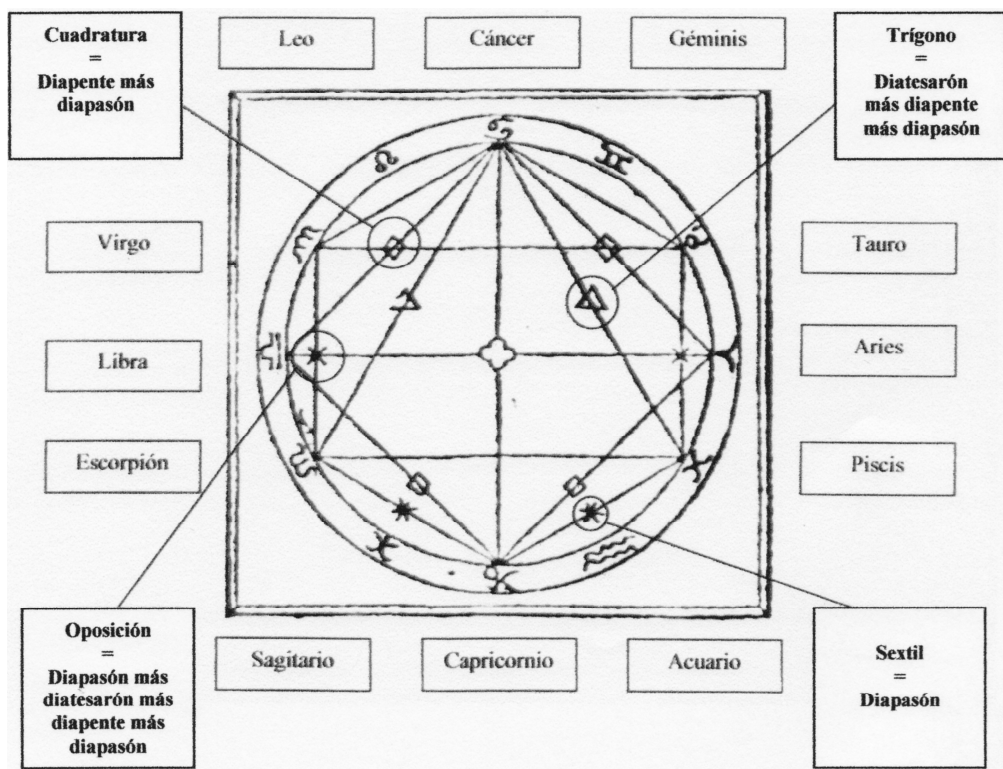 Cuadratura
=
Diapente más
diapasón
Leo
Cáncer
Géminis
Trígono
=
Diatesarón
más diapente
más diapasón
Virgo
Tauro
Libra
Aries
Escorpión
Piscis
Oposición
=
Diapasón más
diatesarón más
diapente más
diapasón
Sagitario
Capricornio
Acuario
Sextil
=
Diapasón